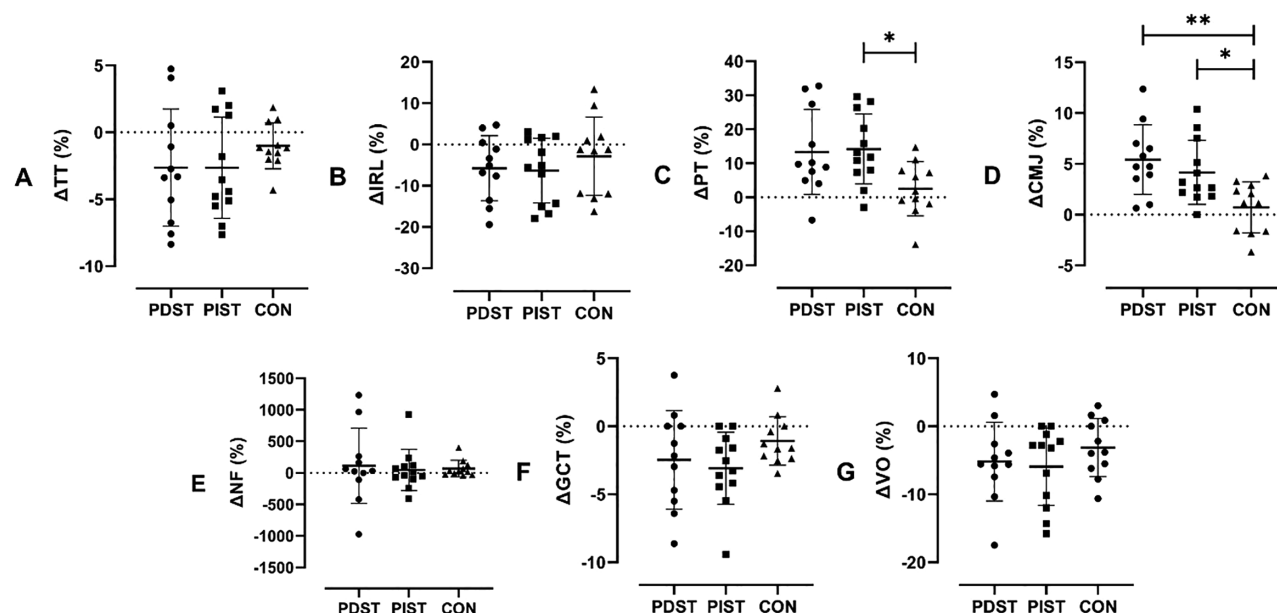 A
ΔTT (%)
5
0
-5
-10
PDST PIST CON
B
ΔIRL (%)
20
10
0
-10
-20
-30
PDST PIST CON
C
ΔPT (%)
40
30
20
10
0
-10
-20
*
PDST PIST CON
D
ΔCMJ (%)
15
10
5
0
-5
**
*
PDST PIST CON
E
ΔNF (%)
1500
1000
500
0
-500
-1000
-1500
PDST PIST CON
F
ΔGCT (%)
5
0
-5
-10
PDST PIST CON
G
ΔVO (%)
10
0
-10
-20
PDST PIST CON